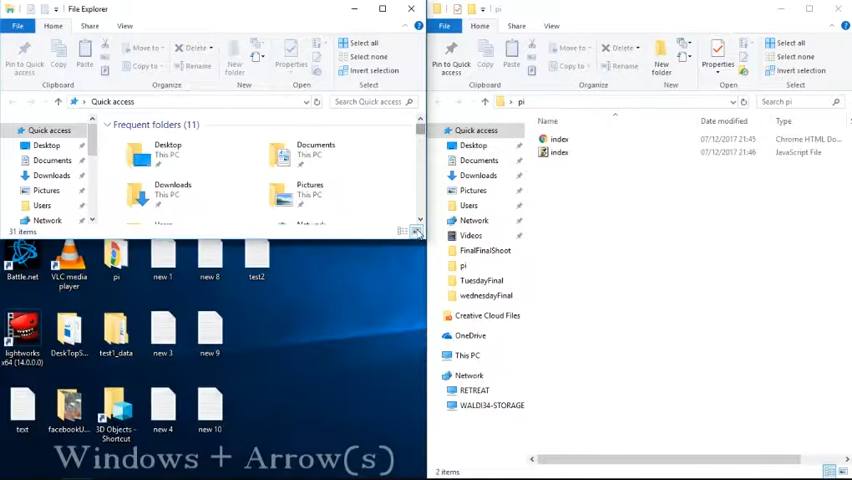 File Explorer
File
Home
Share
View
Pin to Quick access
Copy
Paste
Move to
Copy to
Delete
Rename
New
Open
Select all
Select none
Invert selection
Clipboard
Organize
Select
Quick access
Search Quick access
Quick access
Desktop
Documents
Downloads
Pictures
Users
Network
Frequent folders (11)
Desktop
This PC
Documents
This PC
Downloads
This PC
Pictures
This PC
31 items
pi
File
Home
Share
View
Pin to Quick access
Copy
Paste
Move to
Copy to
Delete
Rename
New folder
Properties
Select all
Select none
Invert selection
Clipboard
Organize
New
Open
Select
pi
Search pi
Name
Date modified
Type
index
07/12/2017 21:45
Chrome HTML Do...
index
07/12/2017 21:46
JavaScript File
Quick access
Desktop
Documents
Downloads
Pictures
Users
Network
Videos
FinalFinalShoot
pi
TuesdayFinal
wednesdayFinal
Creative Cloud Files
OneDrive
This PC
Network
RETREAT
WALDI34-STORAGE
2 items
Battle.net
VLC media player
pi
new 1
new 8
test2
lightworks x64 (14.0.0.0)
DeskTopS...
test1_data
new 3
new 9
text
facebookU...
3D Objects - Shortcut
new 4
new 10
Windows + Arrow(s)